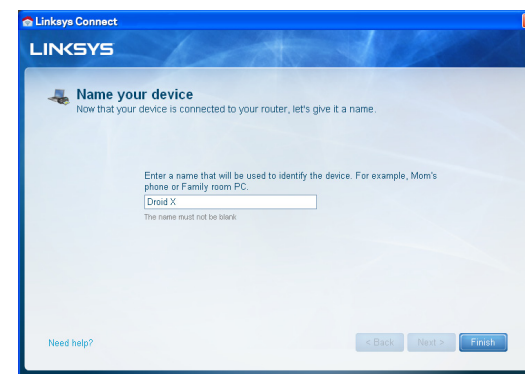 Linksys Connect
LINKSYS
Name your device
Now that your device is connected to your router, let's give it a name.
Enter a name that will be used to identify the device. For example, Mom's
phone or Family room PC.
Droid X
The name must not be blank
Need help?
< Back
Next >
Finish